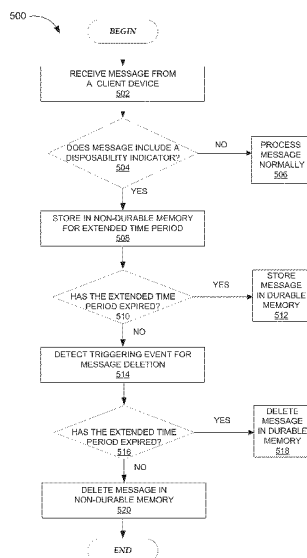 500
BEGIN
RECEIVE MESSAGE FROM
A CLIENT DEVICE
502
DOES MESSAGE INCLUDE A
DISPOSABILITY INDICATOR?
504
NO
PROCESS
MESSAGE
NORMALLY
506
YES
STORE IN NON-DURABLE MEMORY
FOR EXTENDED TIME PERIOD
508
HAS THE EXTENDED TIME
PERIOD EXPIRED?
510
YES
STORE
MESSAGE
IN DURABLE
MEMORY
512
NO
DETECT TRIGGERING EVENT FOR
MESSAGE DELETION
514
HAS THE EXTENDED TIME
PERIOD EXPIRED?
516
YES
DELETE
MESSAGE
IN DURABLE
MEMORY
518
NO
DELETE MESSAGE IN
NON-DURABLE MEMORY
520
END